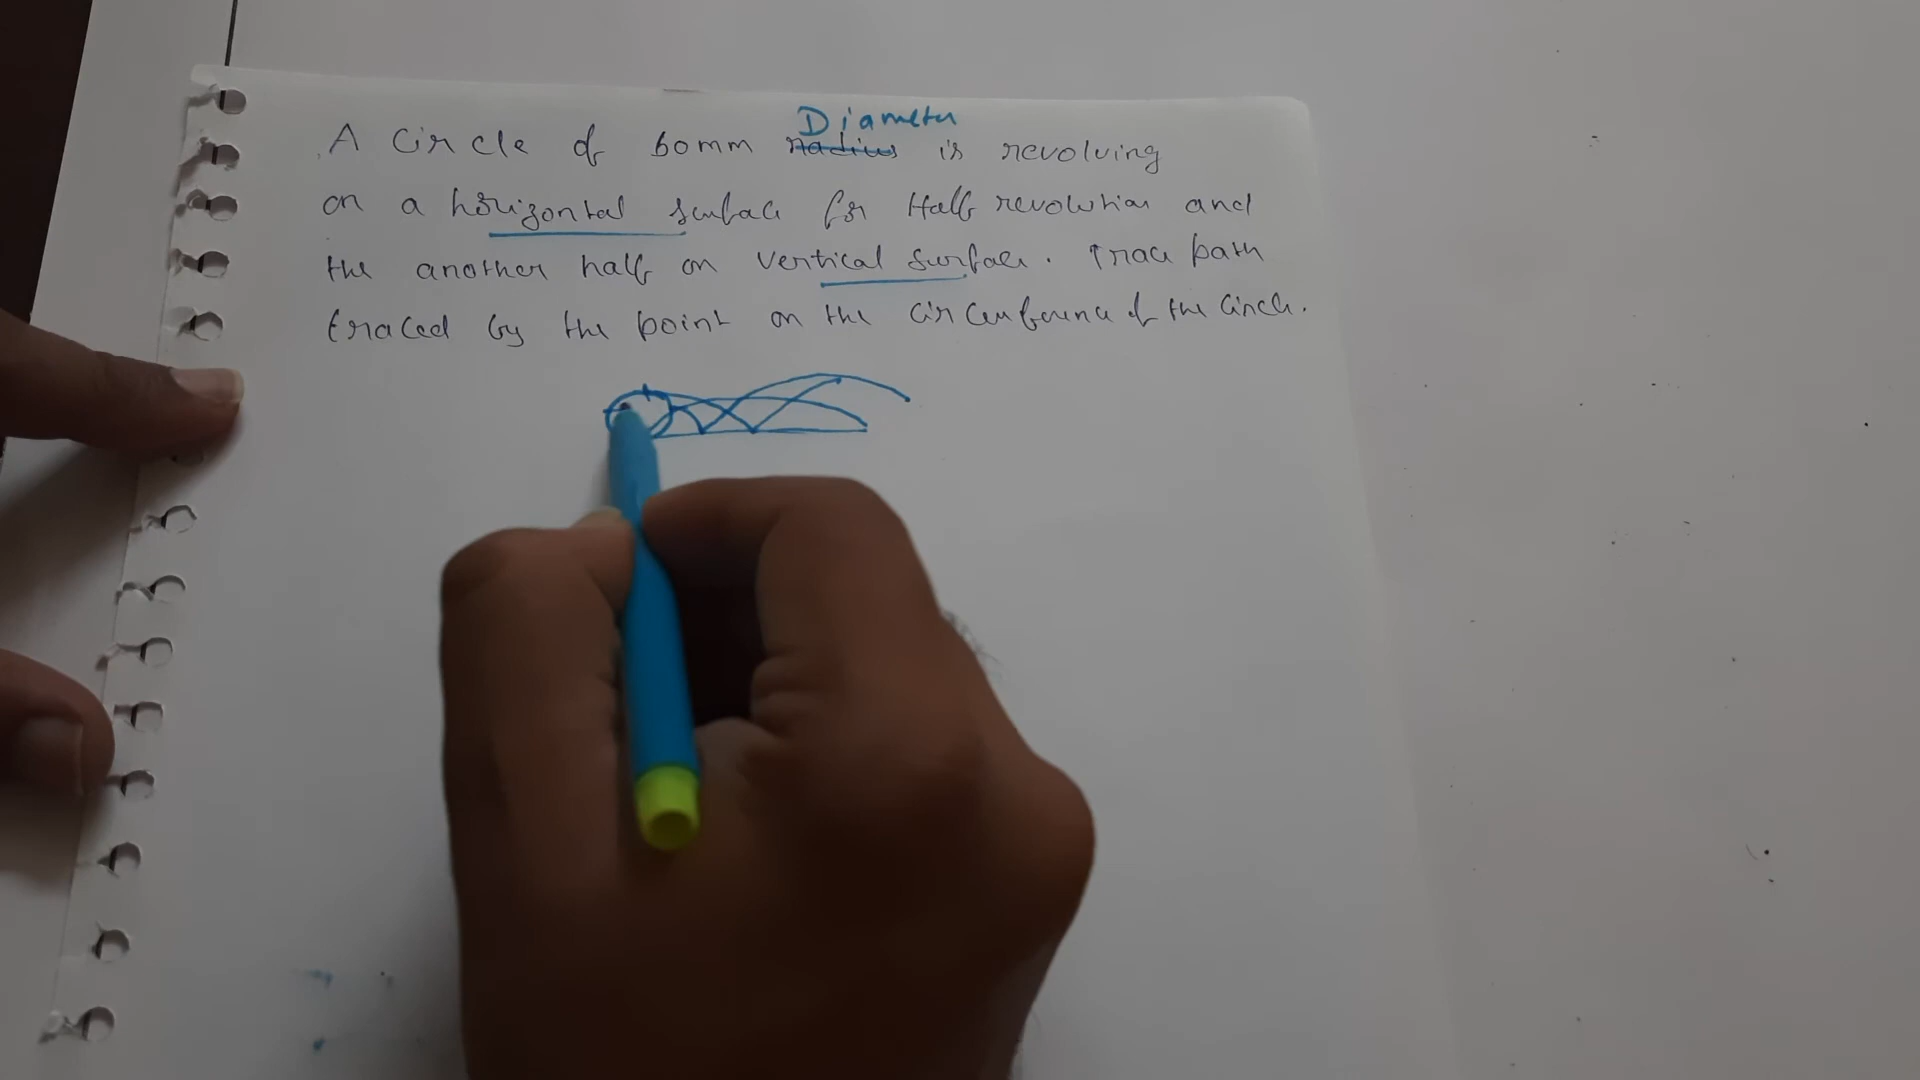 A Circle of 60mm radius Diameter is revolving
on a horizontal surface for Half revolution and
the another half on vertical surface. Trace path
traced by the point on the circumference of the circle.